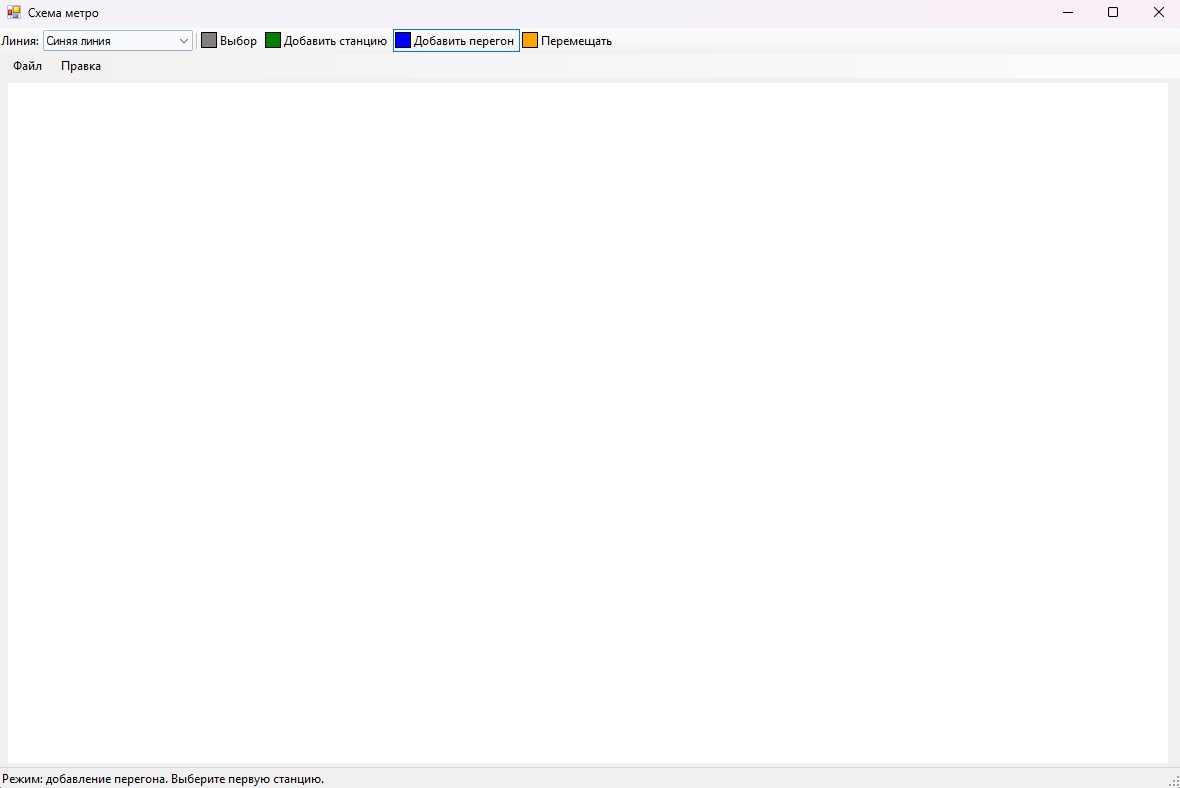 Схема метро
Линия: Синяя линия Выбор Добавить станцию Добавить перегон Перемещать
Файл Правка
Режим: добавление перегона. Выберите первую станцию.